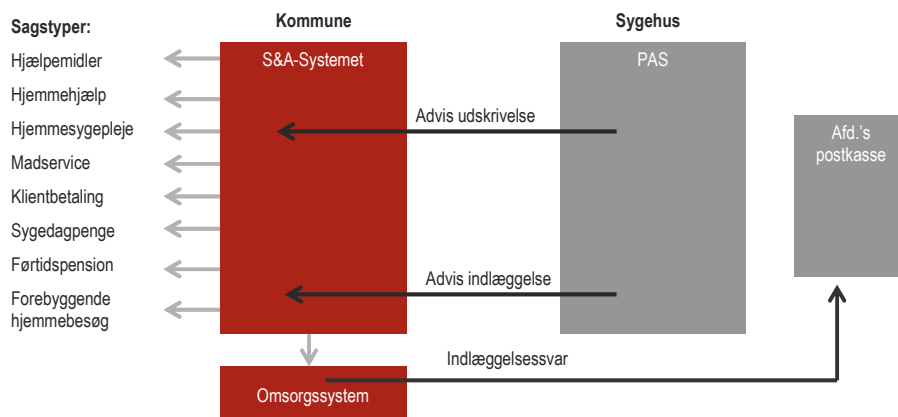 Sagstyper:
Kommune
Sygehus
Hjælpemidler
Hjemmehjælp
Hjemmesygepleje
Madservice
Klientbetaling
Sygedagpenge
Førtidspension
Forebyggende
hjemmebesøg
S&A-Systemet
PAS
Advis udskrivelse
Afd.'s
postkasse
Advis indlæggelse
Indlæggelsessvar
Omsorgssystem